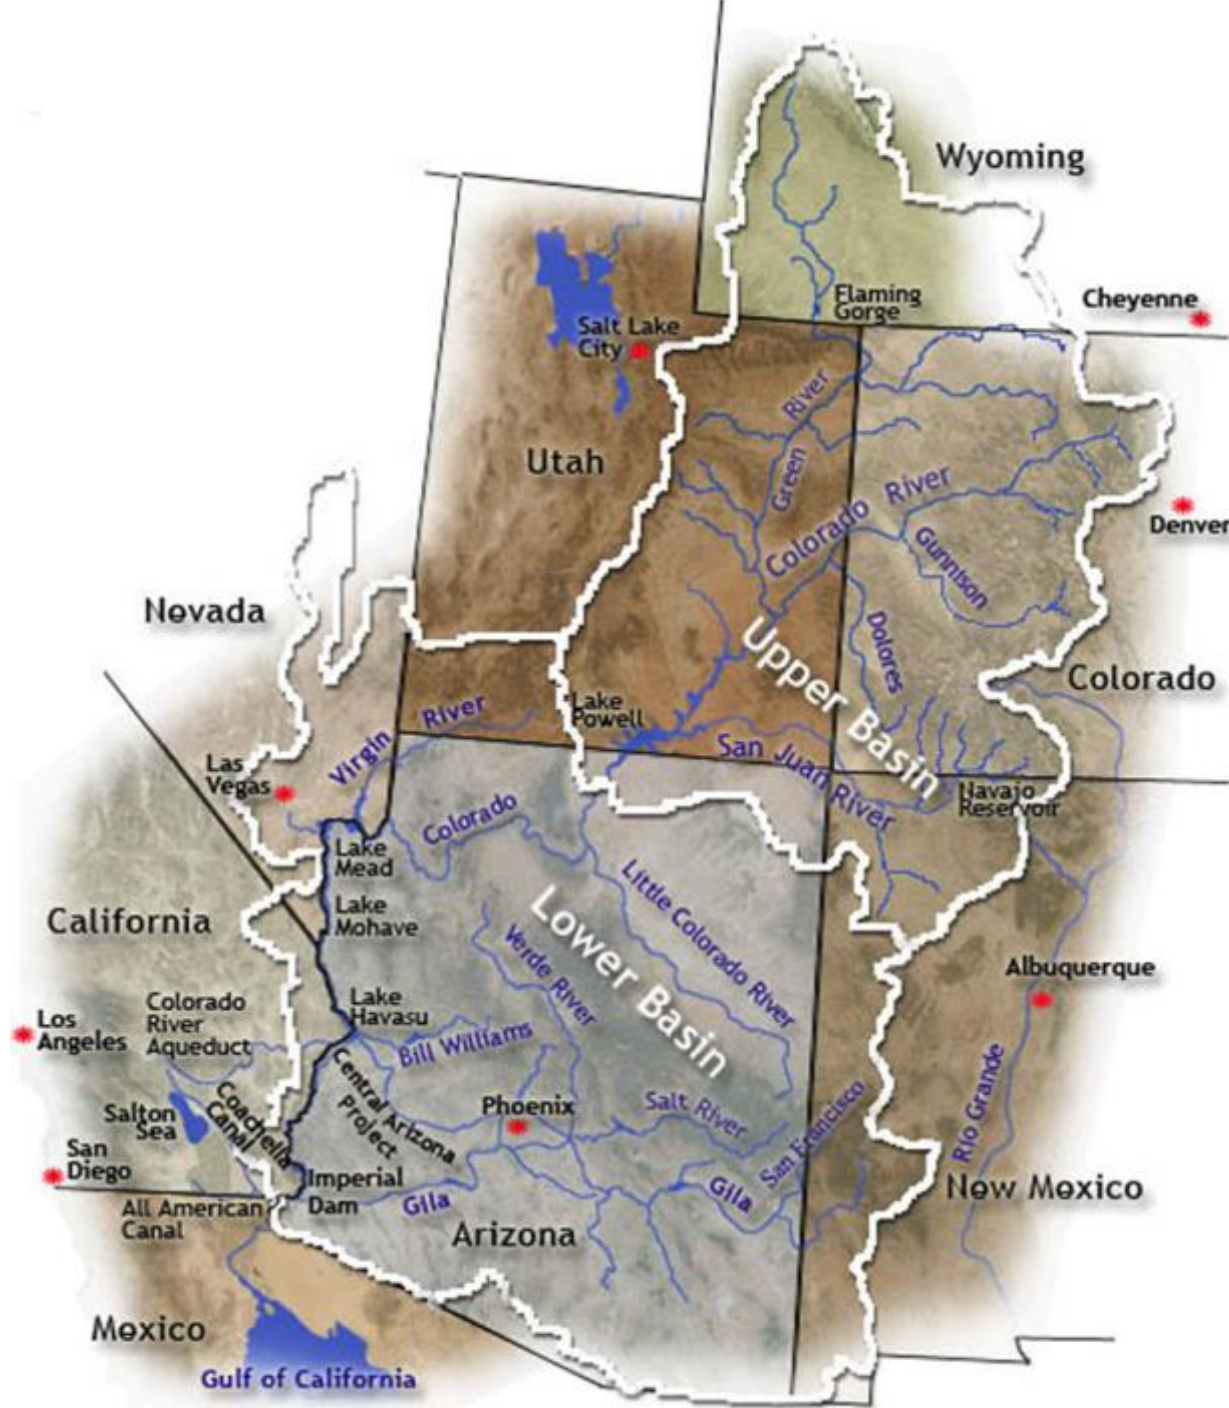 Wyoming
Cheyenne
Flaming
Gorge
Salt Lake
City
Utah
Green River
Colorado River
Denver
Gunnison
Nevada
Dolores
Upper Basin
Colorado
Lake
Powell
Virgin River
San Juan River
Las
Vegas
Navajo
Reservoir
Colorado
Lake
Mead
Little Colorado River
Lower Basin
California
Lake
Mohave
Verde River
Albuquerque
Lake
Havasu
Colorado
River
Aqueduct
Los
Angeles
Bill Williams
Central Arizona
Project
Coachella
Canal
Phoenix
Salt River
San Francisco
Rio Grande
Salton
Sea
San
Diego
Imperial
Dam
Gila
Gila
New Mexico
All American
Canal
Arizona
Mexico
Gulf of California